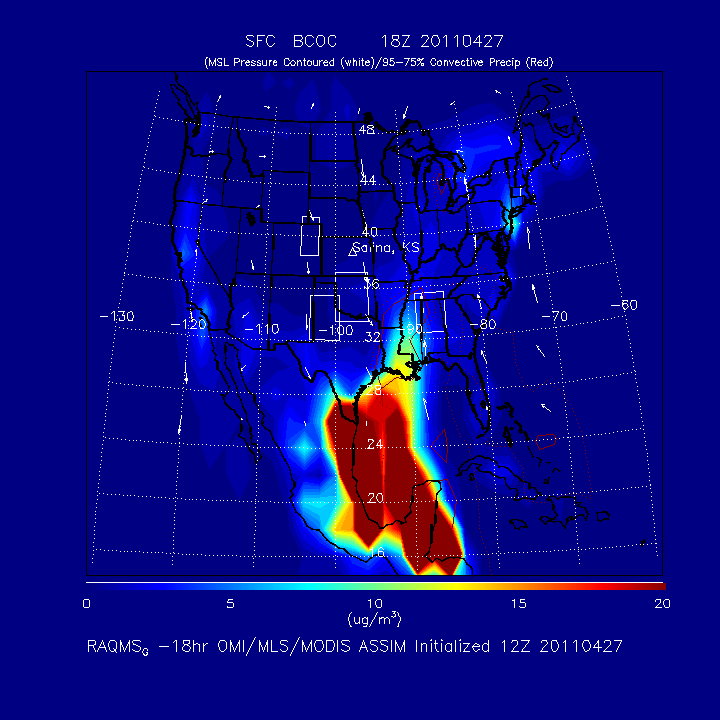 SFC BCOC 18Z 20110427
(MSL Pressure Contoured (white)/95-75% Convective Precip (Red)
48
44
40
Salina, KS
36
-130 -120 -110 -100 -90 -80 -70 -60
32
28
24
20
16
0 5 10 15 20
(ug/m³)
RAQMSG -18hr OMI/MLS/MODIS ASSIM Initialized 12Z 20110427